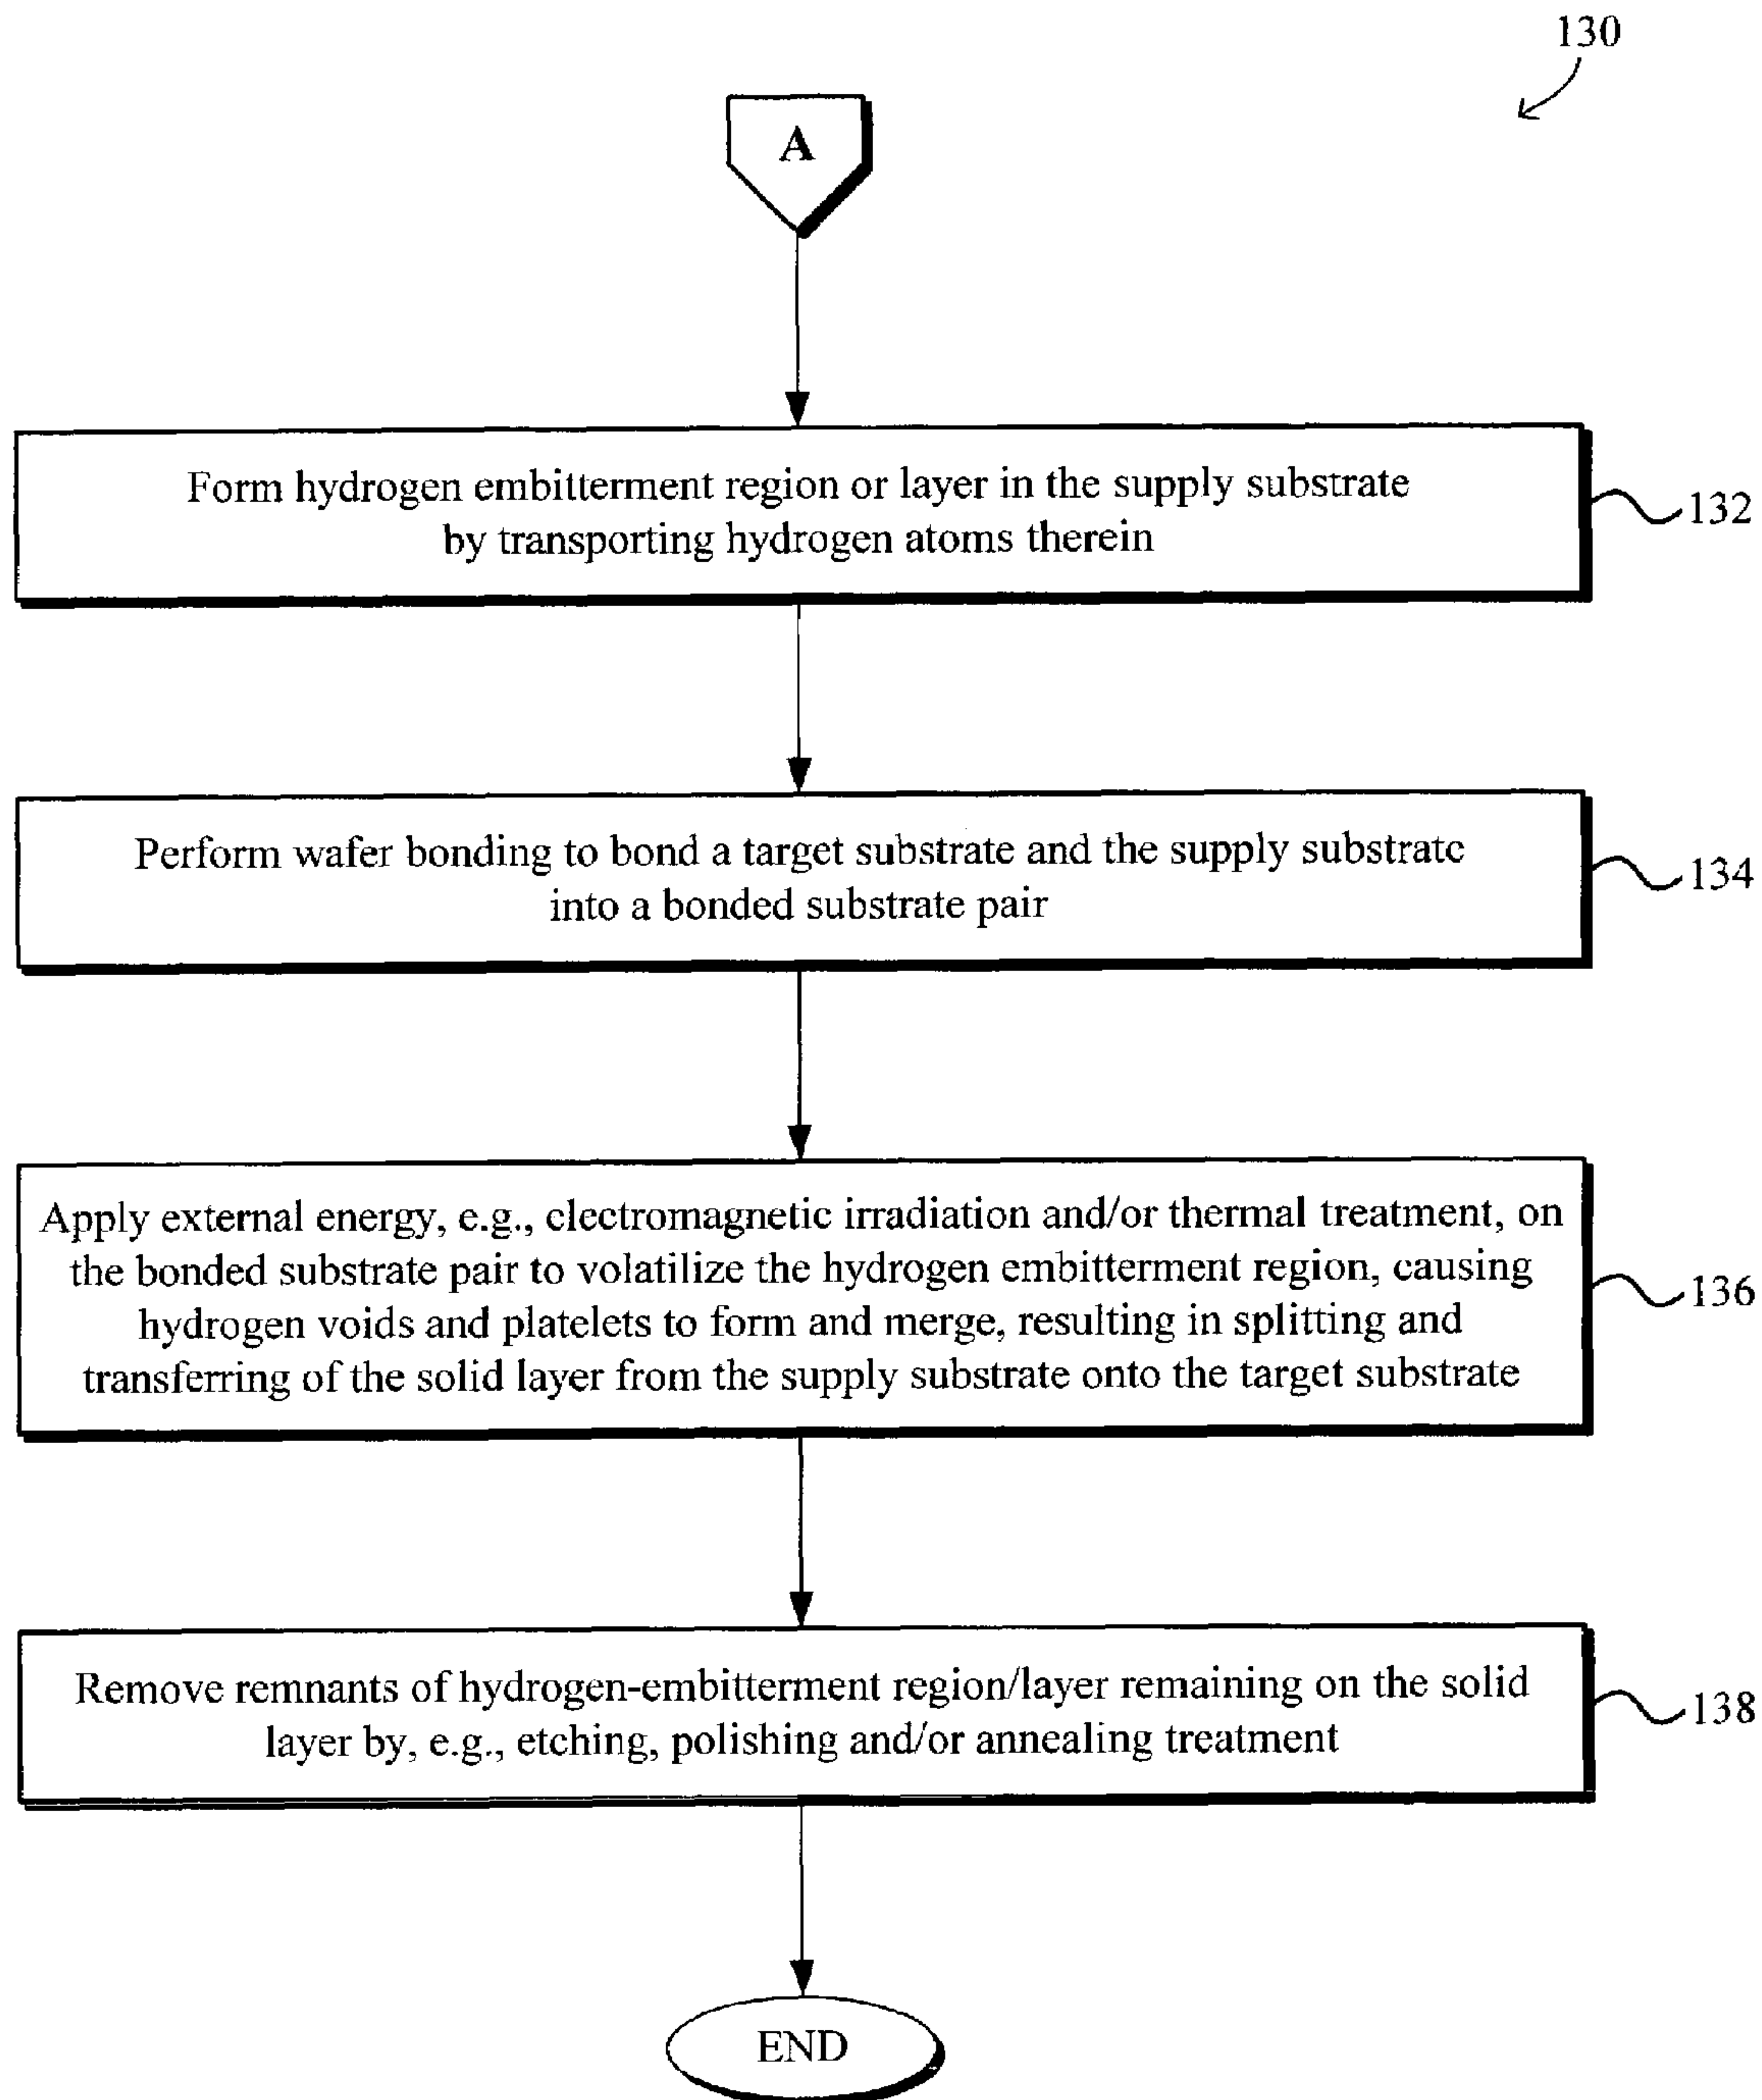 130
A
Form hydrogen embitterment region or layer in the supply substrate
by transporting hydrogen atoms therein
132
Perform wafer bonding to bond a target substrate and the supply substrate
into a bonded substrate pair
134
Apply external energy, e.g., electromagnetic irradiation and/or thermal treatment, on
the bonded substrate pair to volatilize the hydrogen embitterment region, causing
hydrogen voids and platelets to form and merge, resulting in splitting and
transferring of the solid layer from the supply substrate onto the target substrate
136
Remove remnants of hydrogen-embitterment region/layer remaining on the solid
layer by, e.g., etching, polishing and/or annealing treatment
138
END